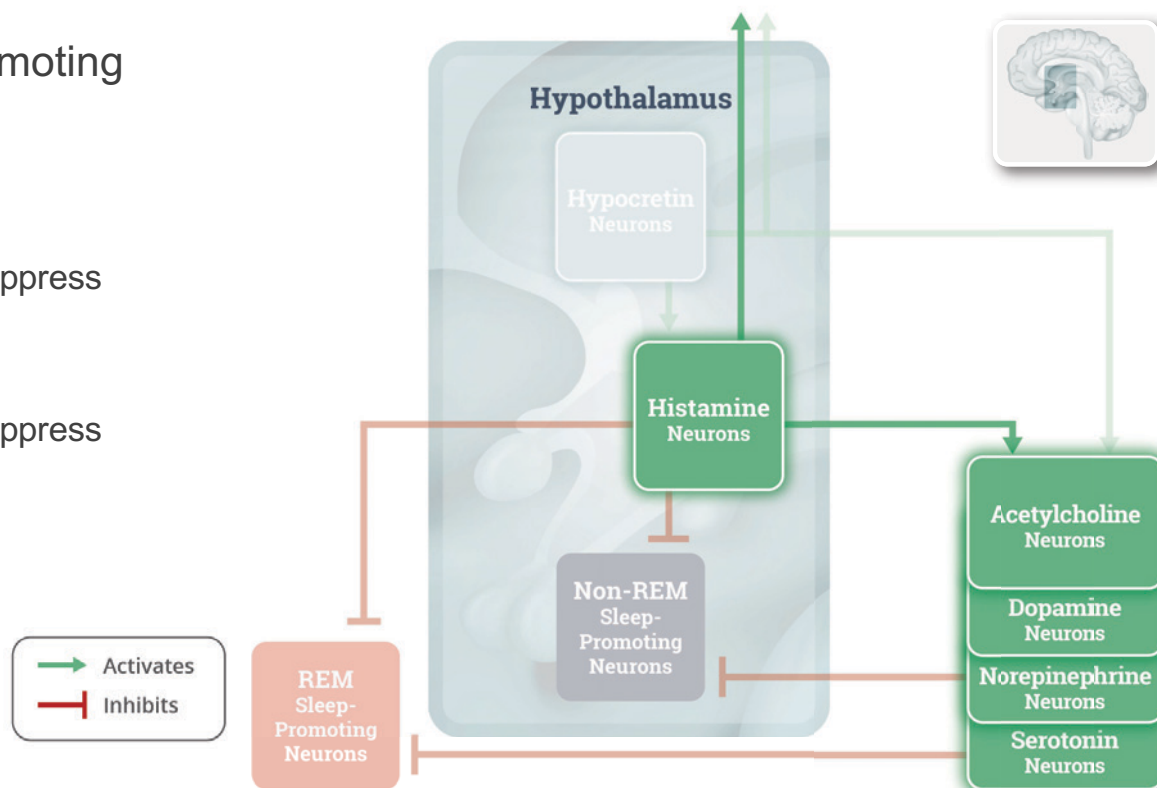 moting
ppress
ppress
Hypothalamus
Hypocretin
Neurons
Histamine
Neurons
Acetylcholine
Neurons
Dopamine
Neurons
Norepinephrine
Neurons
Serotonin
Neurons
Non-REM
Sleep-
Promoting
Neurons
REM
Sleep-
Promoting
Neurons
Activates
Inhibits